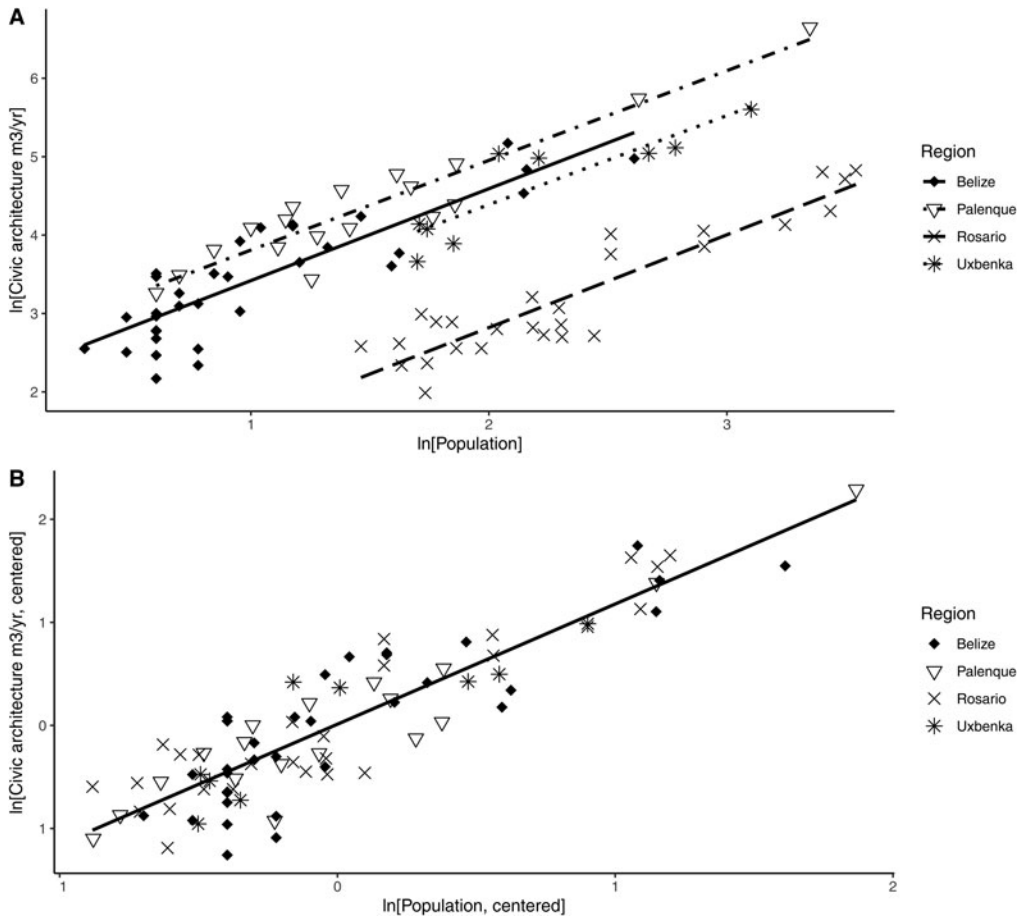 A
ln[Civic architecture m3/yr]
6
5
4
3
2
1
2
3
ln[Population]
Region
Belize
Palenque
Rosario
Uxbenka
B
ln[Civic architecture m3/yr, centered]
2
1
0
1
1
0
1
2
ln[Population, centered]
Region
Belize
Palenque
Rosario
Uxbenka